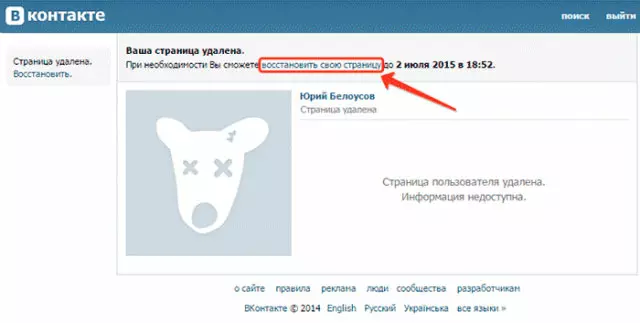 В контакте
поиск выйти
Страница удалена.
Восстановить.
Ваша страница удалена.
При необходимости Вы сможете восстановить свою страницу до 2 июля 2015 в 18:52.
Юрий Белоусов
Страница удалена
Страница пользователя удалена.
Информация недоступна.
о сайте правила реклама люди сообщества разработчикам
ВКонтакте © 2014 English Русский Українська все языки »